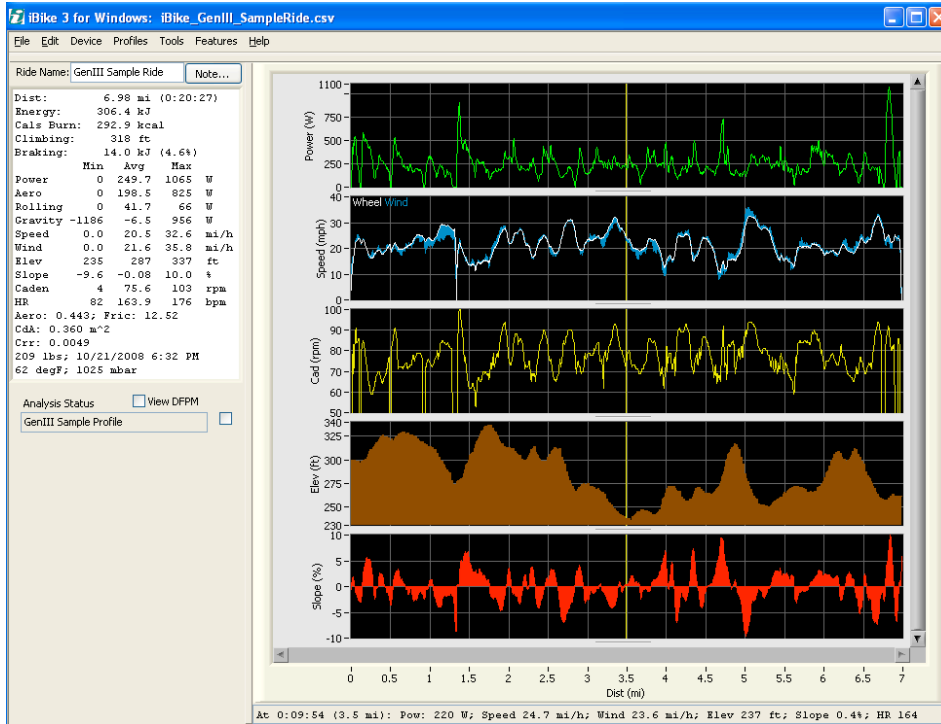 iBike 3 for Windows: iBike_GenIII_SampleRide.csv
File Edit Device Profiles Tools Features Help
Ride Name: GenIII Sample Ride Note...
Dist: 6.98 mi (0:20:27)
Energy: 306.4 kJ
Cals Burn: 292.9 kcal
Climbing: 318 ft
Braking: 14.0 kJ (4.6%)
Min Avg Max
Power 0 249.7 1065 W
Aero 0 198.5 825 W
Rolling 0 41.7 66 W
Gravity -1186 -6.5 956 W
Speed 0.0 20.5 32.6 mi/h
Wind 0.0 21.6 35.8 mi/h
Elev 235 287 337 ft
Slope -9.6 -0.08 10.0 %
Caden 4 75.6 103 rpm
HR 82 163.9 176 bpm
Aero: 0.443; Fric: 12.52
CdA: 0.360 m^2
Crr: 0.0049
209 lbs; 10/21/2008 6:32 PM
62 degF; 1025 mbar
Analysis Status View DFPM
GenIII Sample Profile
Power (W)
1100
750
500
250
0
Speed (mph)
Wheel Wind
40
30
20
10
0
Cad (rpm)
100
90
80
70
60
50
Elev (ft)
340
325
300
275
250
230
Slope (%)
10
5
0
-5
-10
0 0.5 1 1.5 2 2.5 3 3.5 4 4.5 5 5.5 6 6.5 7
Dist (mi)
At 0:09:54 (3.5 mi): Pow: 220 W; Speed 24.7 mi/h; Wind 23.6 mi/h; Elev 237 ft; Slope 0.4%; HR 164